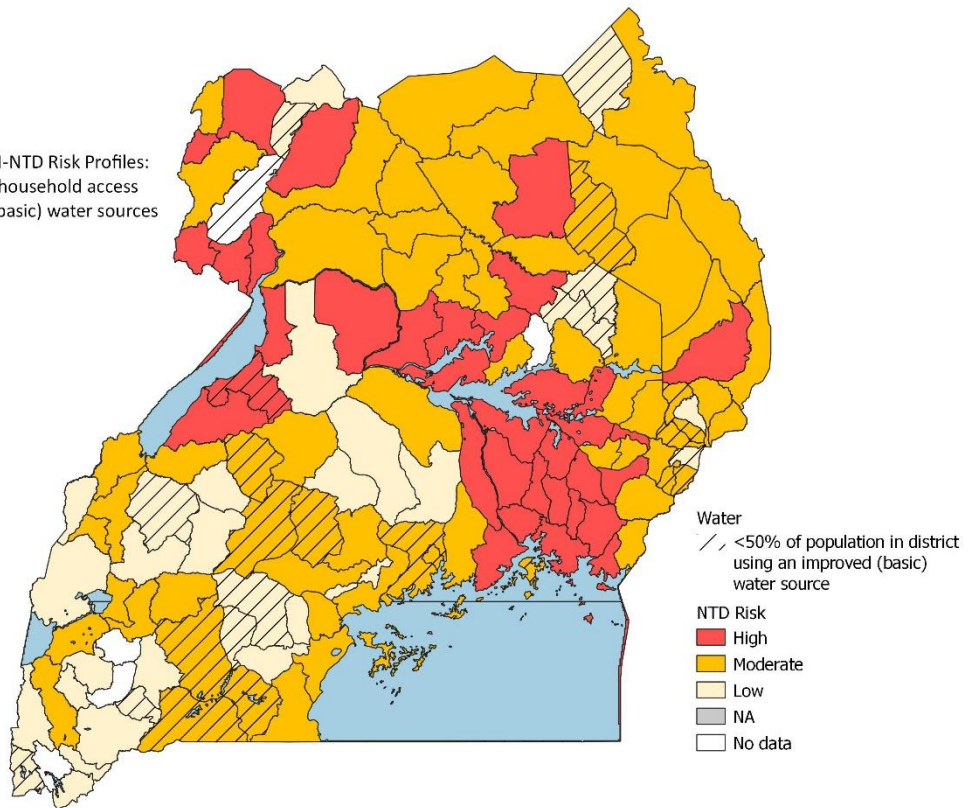 -NTD Risk Profiles:
household access
basic) water sources
Water
<50% of population in district
using an improved (basic)
water source
NTD Risk
High
Moderate
Low
NA
No data